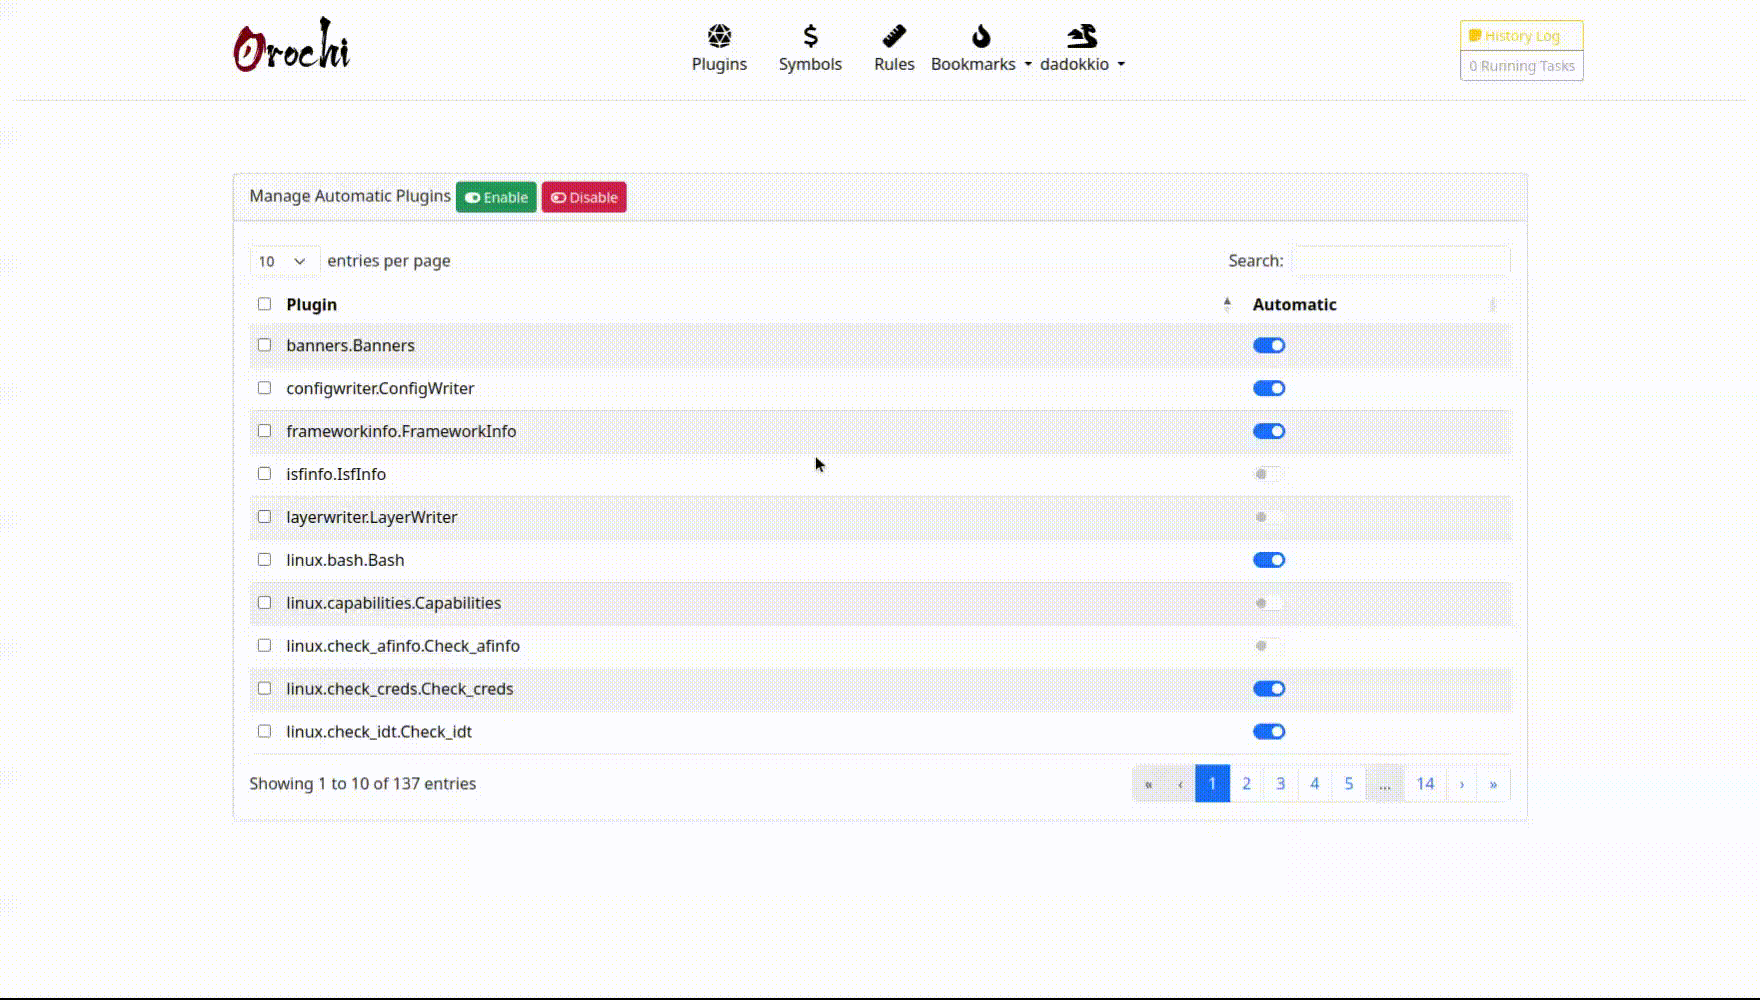 Orochi
Plugins Symbols Rules Bookmarks dadokkio
History Log
0 Running Tasks
Manage Automatic Plugins Enable Disable
10 entries per page Search:
Plugin Automatic
banners.Banners
configwriter.ConfigWriter
frameworkinfo.FrameworkInfo
isfinfo.IsfInfo
layerwriter.LayerWriter
linux.bash.Bash
linux.capabilities.Capabilities
linux.check_afinfo.Check_afinfo
linux.check_creds.Check_creds
linux.check_idt.Check_idt
Showing 1 to 10 of 137 entries « ‹ 1 2 3 4 5 … 14 › »